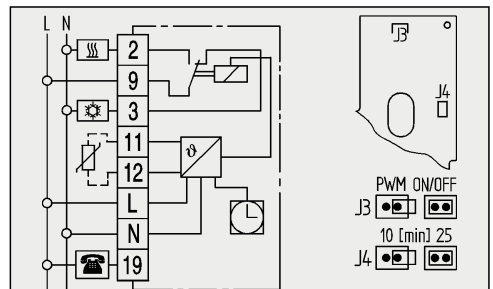 L N
2
9
3
11
12
L
N
19
ϑ
J3
J4
PWM ON/OFF
J3
10 [min] 25
J4